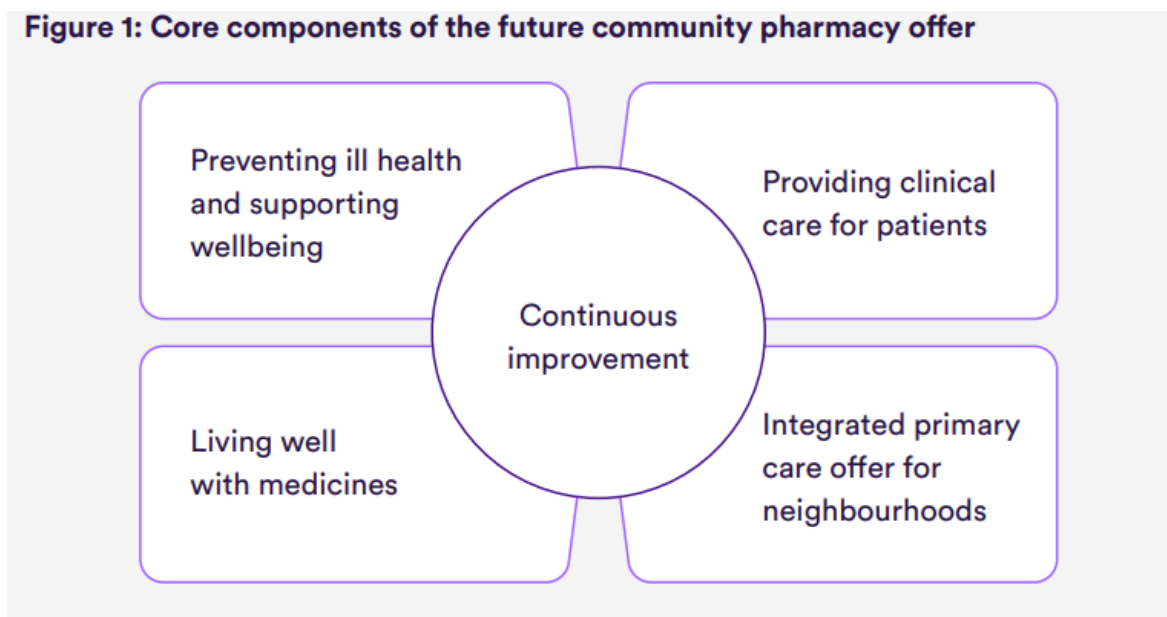 Figure 1: Core components of the future community pharmacy offer
Preventing ill health
and supporting
wellbeing
Providing clinical
care for patients
Continuous
improvement
Living well
with medicines
Integrated primary
care offer for
neighbourhoods